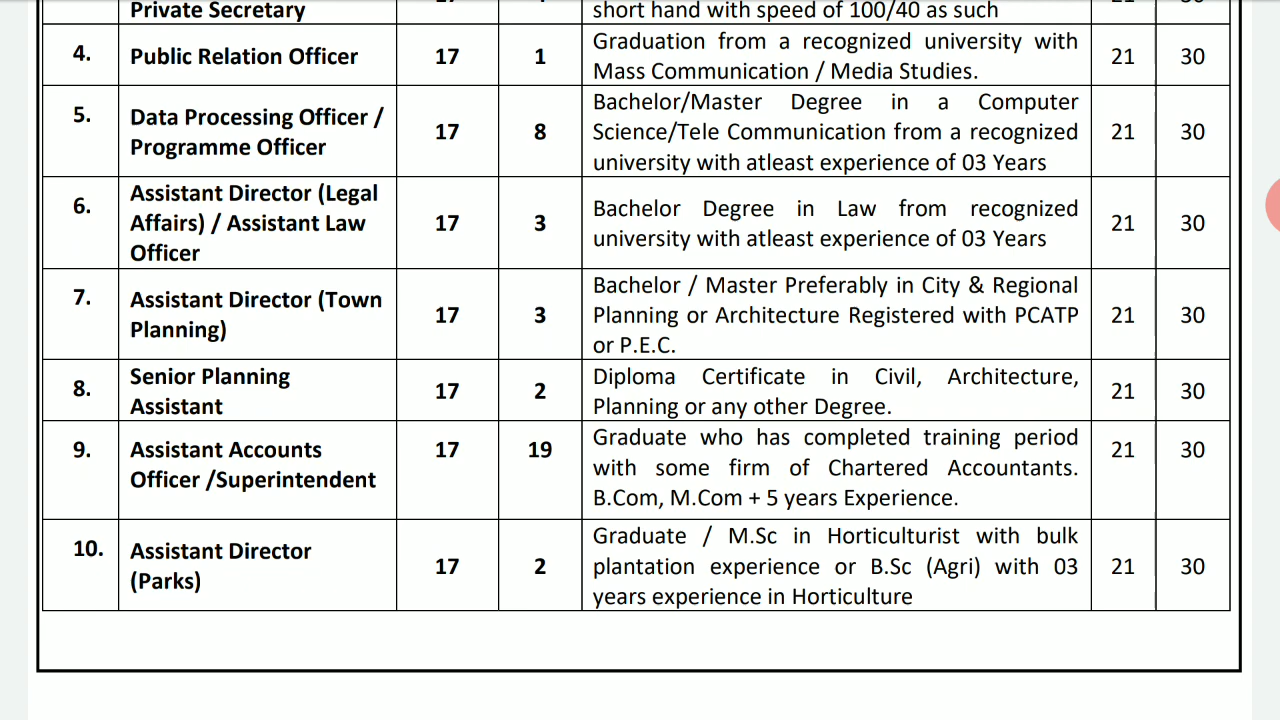 Private Secretary
short hand with speed of 100/40 as such
4. Public Relation Officer 17 1 Graduation from a recognized university with 21 30
Mass Communication / Media Studies.
5. Data Processing Officer / 17 8 Bachelor/Master Degree in a Computer 21 30
Programme Officer Science/Tele Communication from a recognized
university with atleast experience of 03 Years
6. Assistant Director (Legal 17 3 Bachelor Degree in Law from recognized 21 30
Affairs) / Assistant Law university with atleast experience of 03 Years
Officer
7. Assistant Director (Town 17 3 Bachelor / Master Preferably in City & Regional 21 30
Planning) Planning or Architecture Registered with PCATP
or P.E.C.
8. Senior Planning 17 2 Diploma Certificate in Civil, Architecture, 21 30
Assistant Planning or any other Degree.
9. Assistant Accounts 17 19 Graduate who has completed training period 21 30
Officer /Superintendent with some firm of Chartered Accountants.
B.Com, M.Com + 5 years Experience.
10. Assistant Director 17 2 Graduate / M.Sc in Horticulturist with bulk 21 30
(Parks) plantation experience or B.Sc (Agri) with 03
years experience in Horticulture